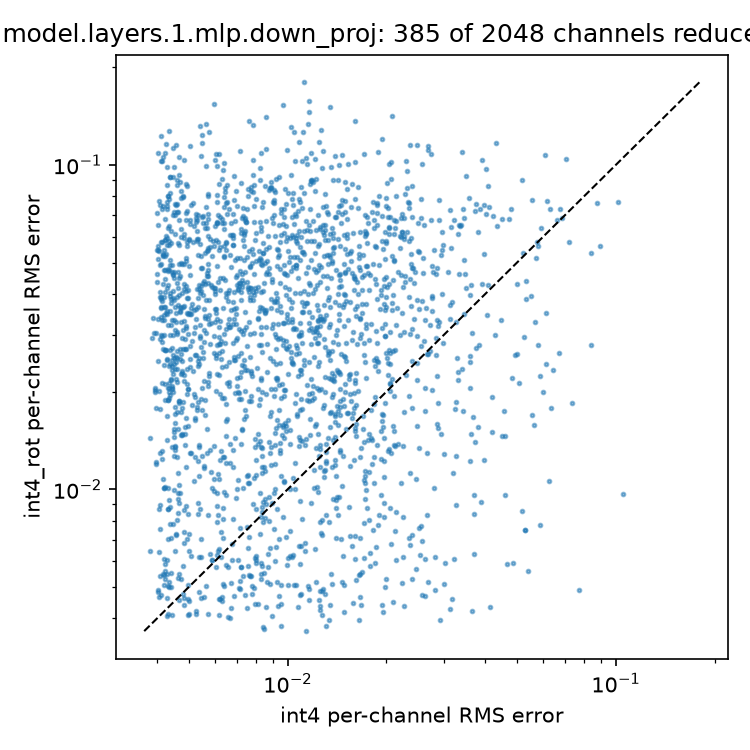 model.layers.1.mlp.down_proj: 385 of 2048 channels
10⁻¹
10⁻²
int4_rot per-channel RMS error
10⁻²
10⁻¹
int4 per-channel RMS error